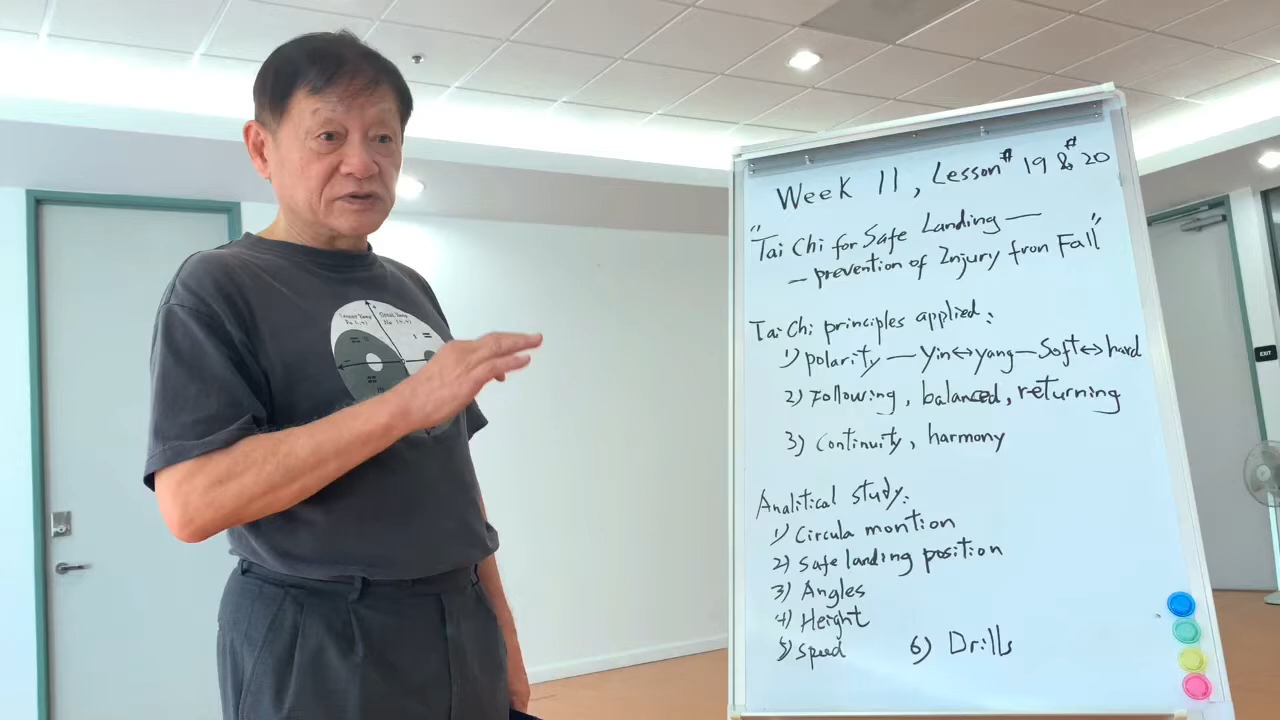 Week 11, Lesson # 19 & # 20
"Tai Chi for Safe Landing —
— prevention of Injury fron Fall"
Tai Chi principles applied:
1) polarity — Yin↔yang — Soft↔hard
2) Following, balanced, returning
3) Continuity, harmony
Analitical study:
1) Circula montion
2) Safe landing position
3) Angles
4) Height
5) Speed 6) Drills
EXIT